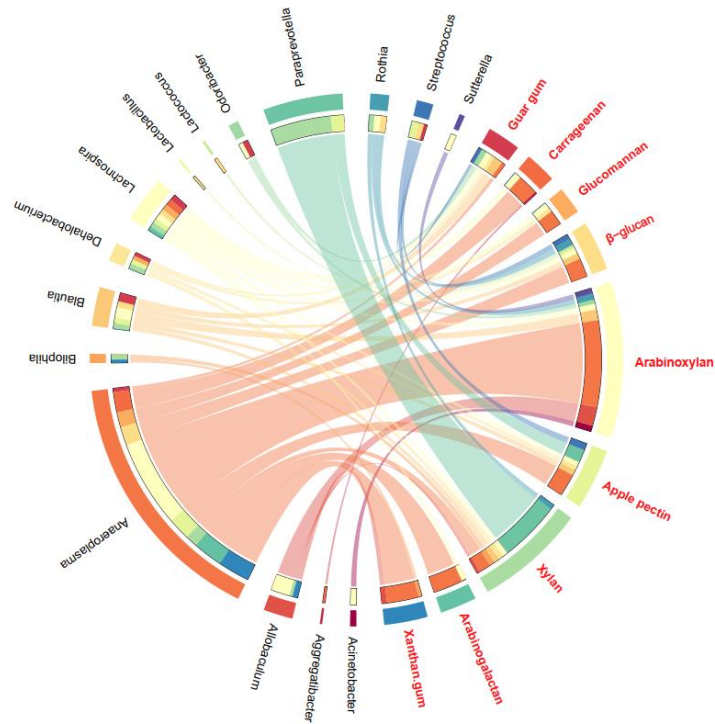 Paraprevotella
Rothia
Streptococcus
Sutterella
Guar gum
Carrageenan
Glucomannan
β-glucan
Arabinoxylan
Apple pectin
Xylan
Arabinogalactan
Xanthan.gum
Acinetobacter
Aggregatibacter
Allobaculum
Anaeroplasma
Bilophila
Blautia
Dehalobacterium
Lachnospira
Lactobacillus
Lactococcus
Odoribacter